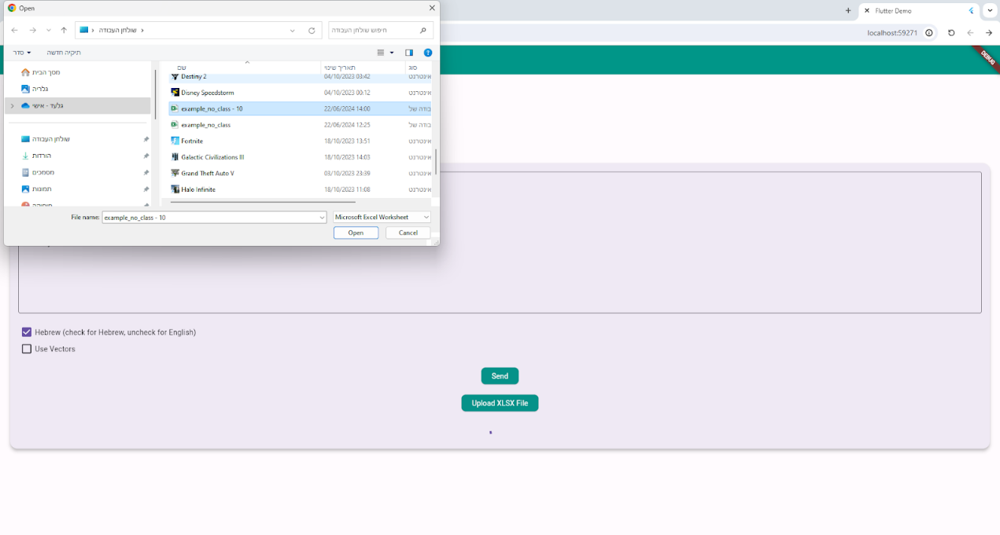 Open
Flutter Demo
localhost:59271
DEBUG
שולחן העבודה
חיפוש שולחן העבודה
סדר
תיקיה חדשה
מסך הבית
גלריה
גלעד - אישי
שולחן העבודה
הורדות
מסמכים
תמונות
שם תאריך שינוי סוג
Destiny 2 04/10/2023 03:42 אינטרנט
Disney Speedstorm 04/10/2023 00:12 אינטרנט
example_no_class - 10 22/06/2024 14:00 בודה של
example_no_class 22/06/2024 12:25 בודה של
Fortnite 18/10/2023 13:51 אינטרנט
Galactic Civilizations III 18/10/2023 14:03 אינטרנט
Grand Theft Auto V 03/10/2023 23:39 אינטרנט
Halo Infinite 18/10/2023 11:08 אינטרנט
File name: example_no_class - 10 Microsoft Excel Worksheet
Open Cancel
Hebrew (check for Hebrew, uncheck for English)
Use Vectors
Send
Upload XLSX File